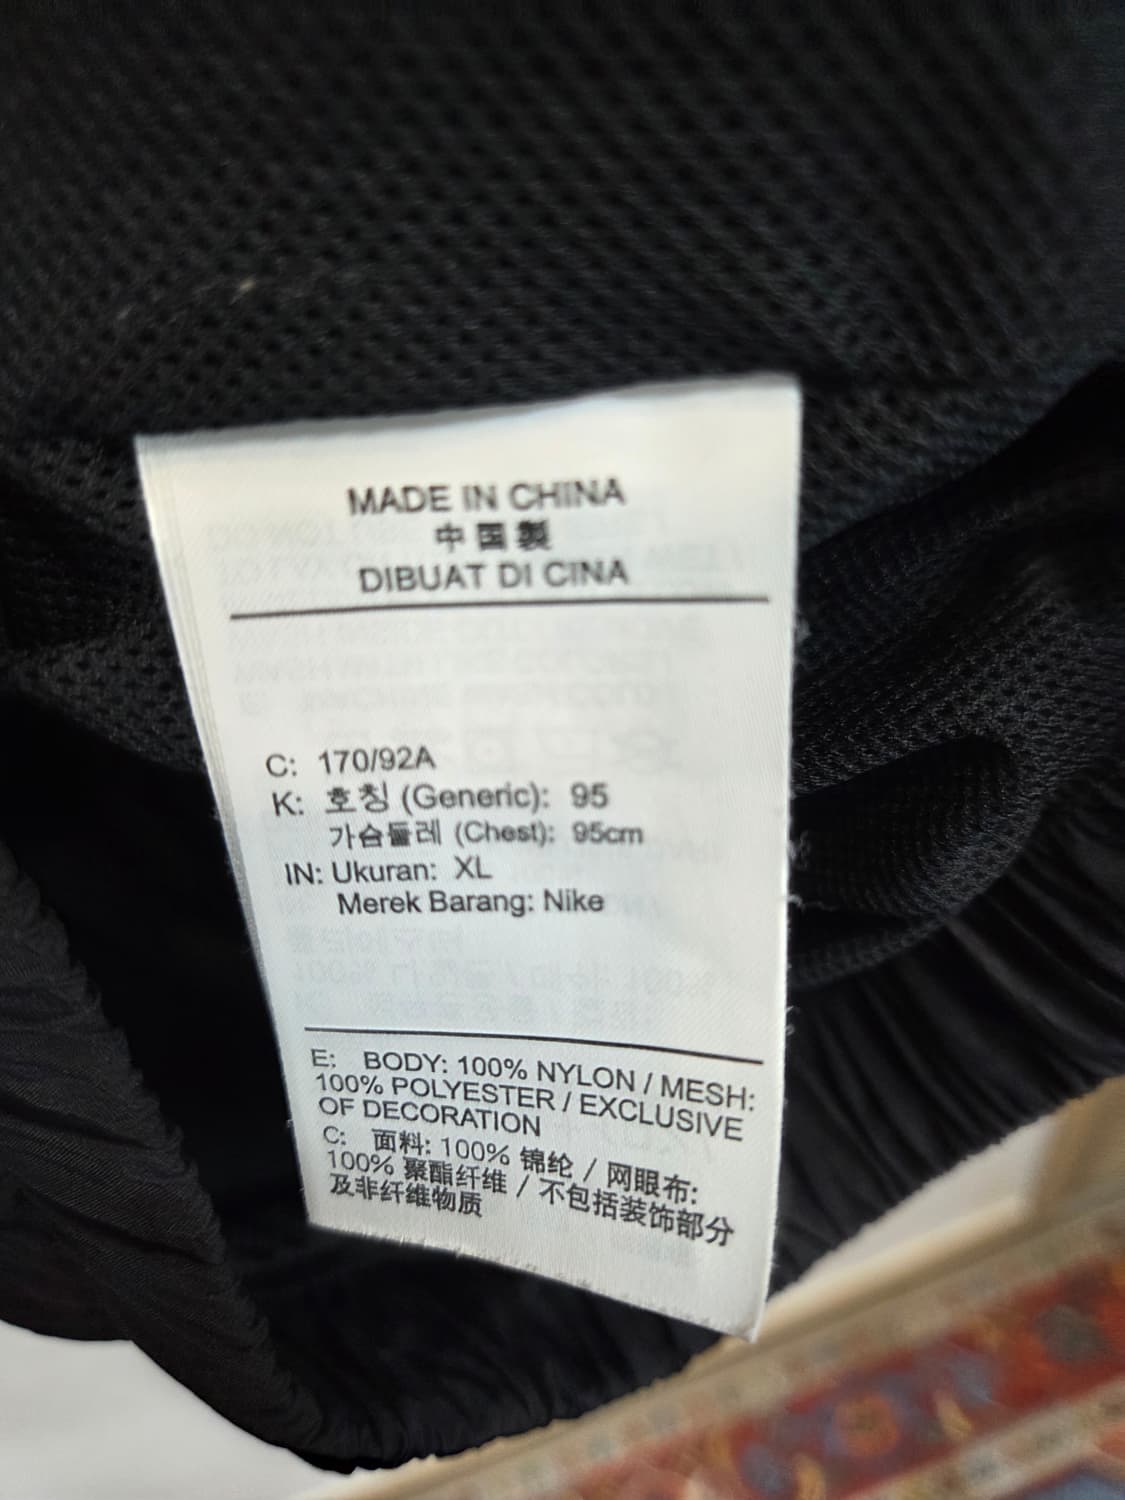 MADE IN CHINA
中国製
DIBUAT DI CINA
C: 170/92A
K: 호칭 (Generic): 95
가슴둘레 (Chest): 95cm
IN: Ukuran: XL
Merek Barang: Nike
E: BODY: 100% NYLON / MESH:
100% POLYESTER / EXCLUSIVE
OF DECORATION
C: 面料: 100% 锦纶 / 网眼布:
100% 聚酯纤维 / 不包括装饰部分
及非纤维物质